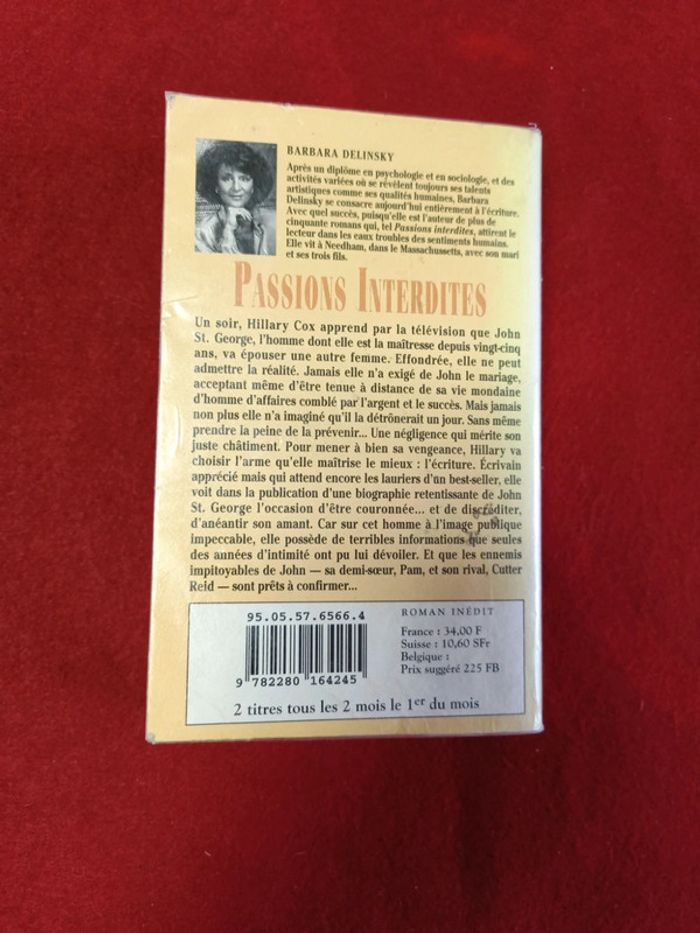 BARBARA DELINSKY
Après un diplôme en psychologie et en sociologie, et des
activités variées où se révèlent toujours ses talents
artistiques comme ses qualités humaines, Barbara
Delinsky se consacre aujourd'hui entièrement à l'écriture.
Avec quel succès, puisqu'elle est l'auteur de plus de
cinquante romans qui, tel Passions interdites, attirent le
lecteur dans les eaux troubles des sentiments humains.
Elle vit à Needham, dans le Massachussetts, avec son mari
et ses trois fils.
PASSIONS INTERDITES
Un soir, Hillary Cox apprend par la télévision que John
St. George, l'homme dont elle est la maîtresse depuis vingt-cinq
ans, va épouser une autre femme. Effondrée, elle ne peut
admettre la réalité. Jamais elle n'a exigé de John le mariage,
acceptant même d'être tenue à distance de sa vie mondaine
d'homme d'affaires comblé par l'argent et le succès. Mais jamais
non plus elle n'a imaginé qu'il la détrônerait un jour. Sans même
prendre la peine de la prévenir... Une négligence qui mérite son
juste châtiment. Pour mener à bien sa vengeance, Hillary va
choisir l'arme qu'elle maîtrise le mieux : l'écriture. Écrivain
apprécié mais qui attend encore les lauriers d'un best-seller, elle
voit dans la publication d'une biographie retentissante de John
St. George l'occasion d'être couronnée... et de discréditer,
d'anéantir son amant. Car sur cet homme à l'image publique
impeccable, elle possède de terribles informations que seules
des années d'intimité ont pu lui dévoiler. Et que les ennemis
impitoyables de John — sa demi-sœur, Pam, et son rival, Cutter
Reid — sont prêts à confirmer...
95.05.57.6566.4
9 782280 164245
ROMAN INÉDIT
France : 34,00 F
Suisse : 10,60 SFr
Belgique :
Prix suggéré 225 FB
2 titres tous les 2 mois le 1er du mois